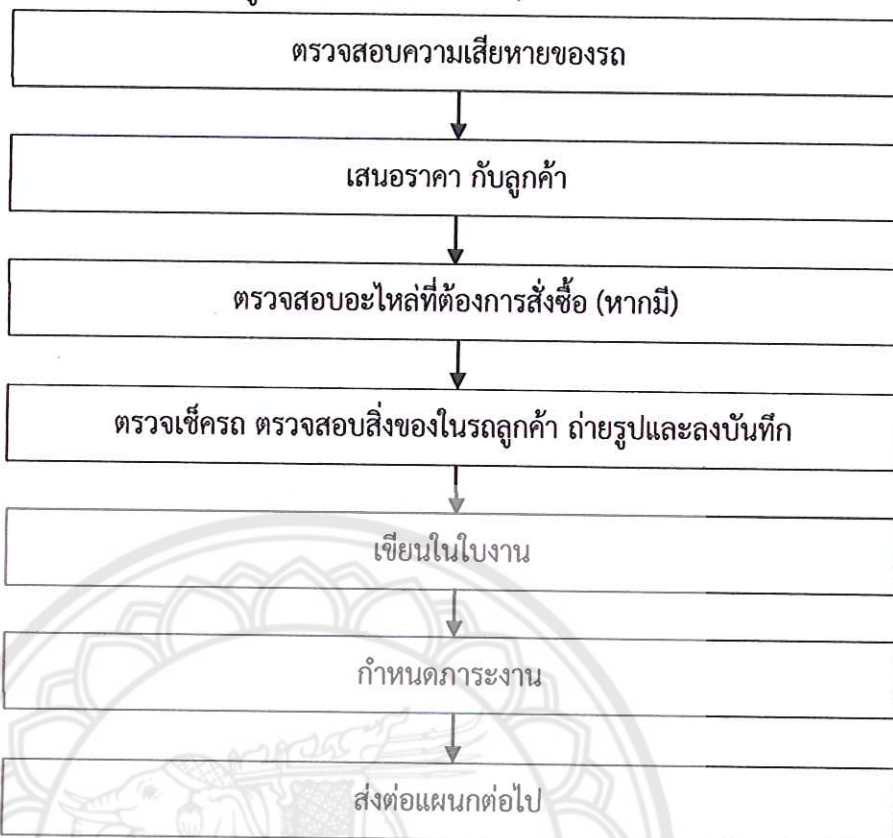 ตรวจสอบความเสียหายของรถ
เสนอราคา กับลูกค้า
ตรวจสอบอะไหล่ที่ต้องการสั่งซื้อ (หากมี)
ตรวจเช็ครถ ตรวจสอบสิ่งของในรถลูกค้า ถ่ายรูปและลงบันทึก
เขียนในใบงาน
กำหนดภาระงาน
ส่งต่อแผนกต่อไป